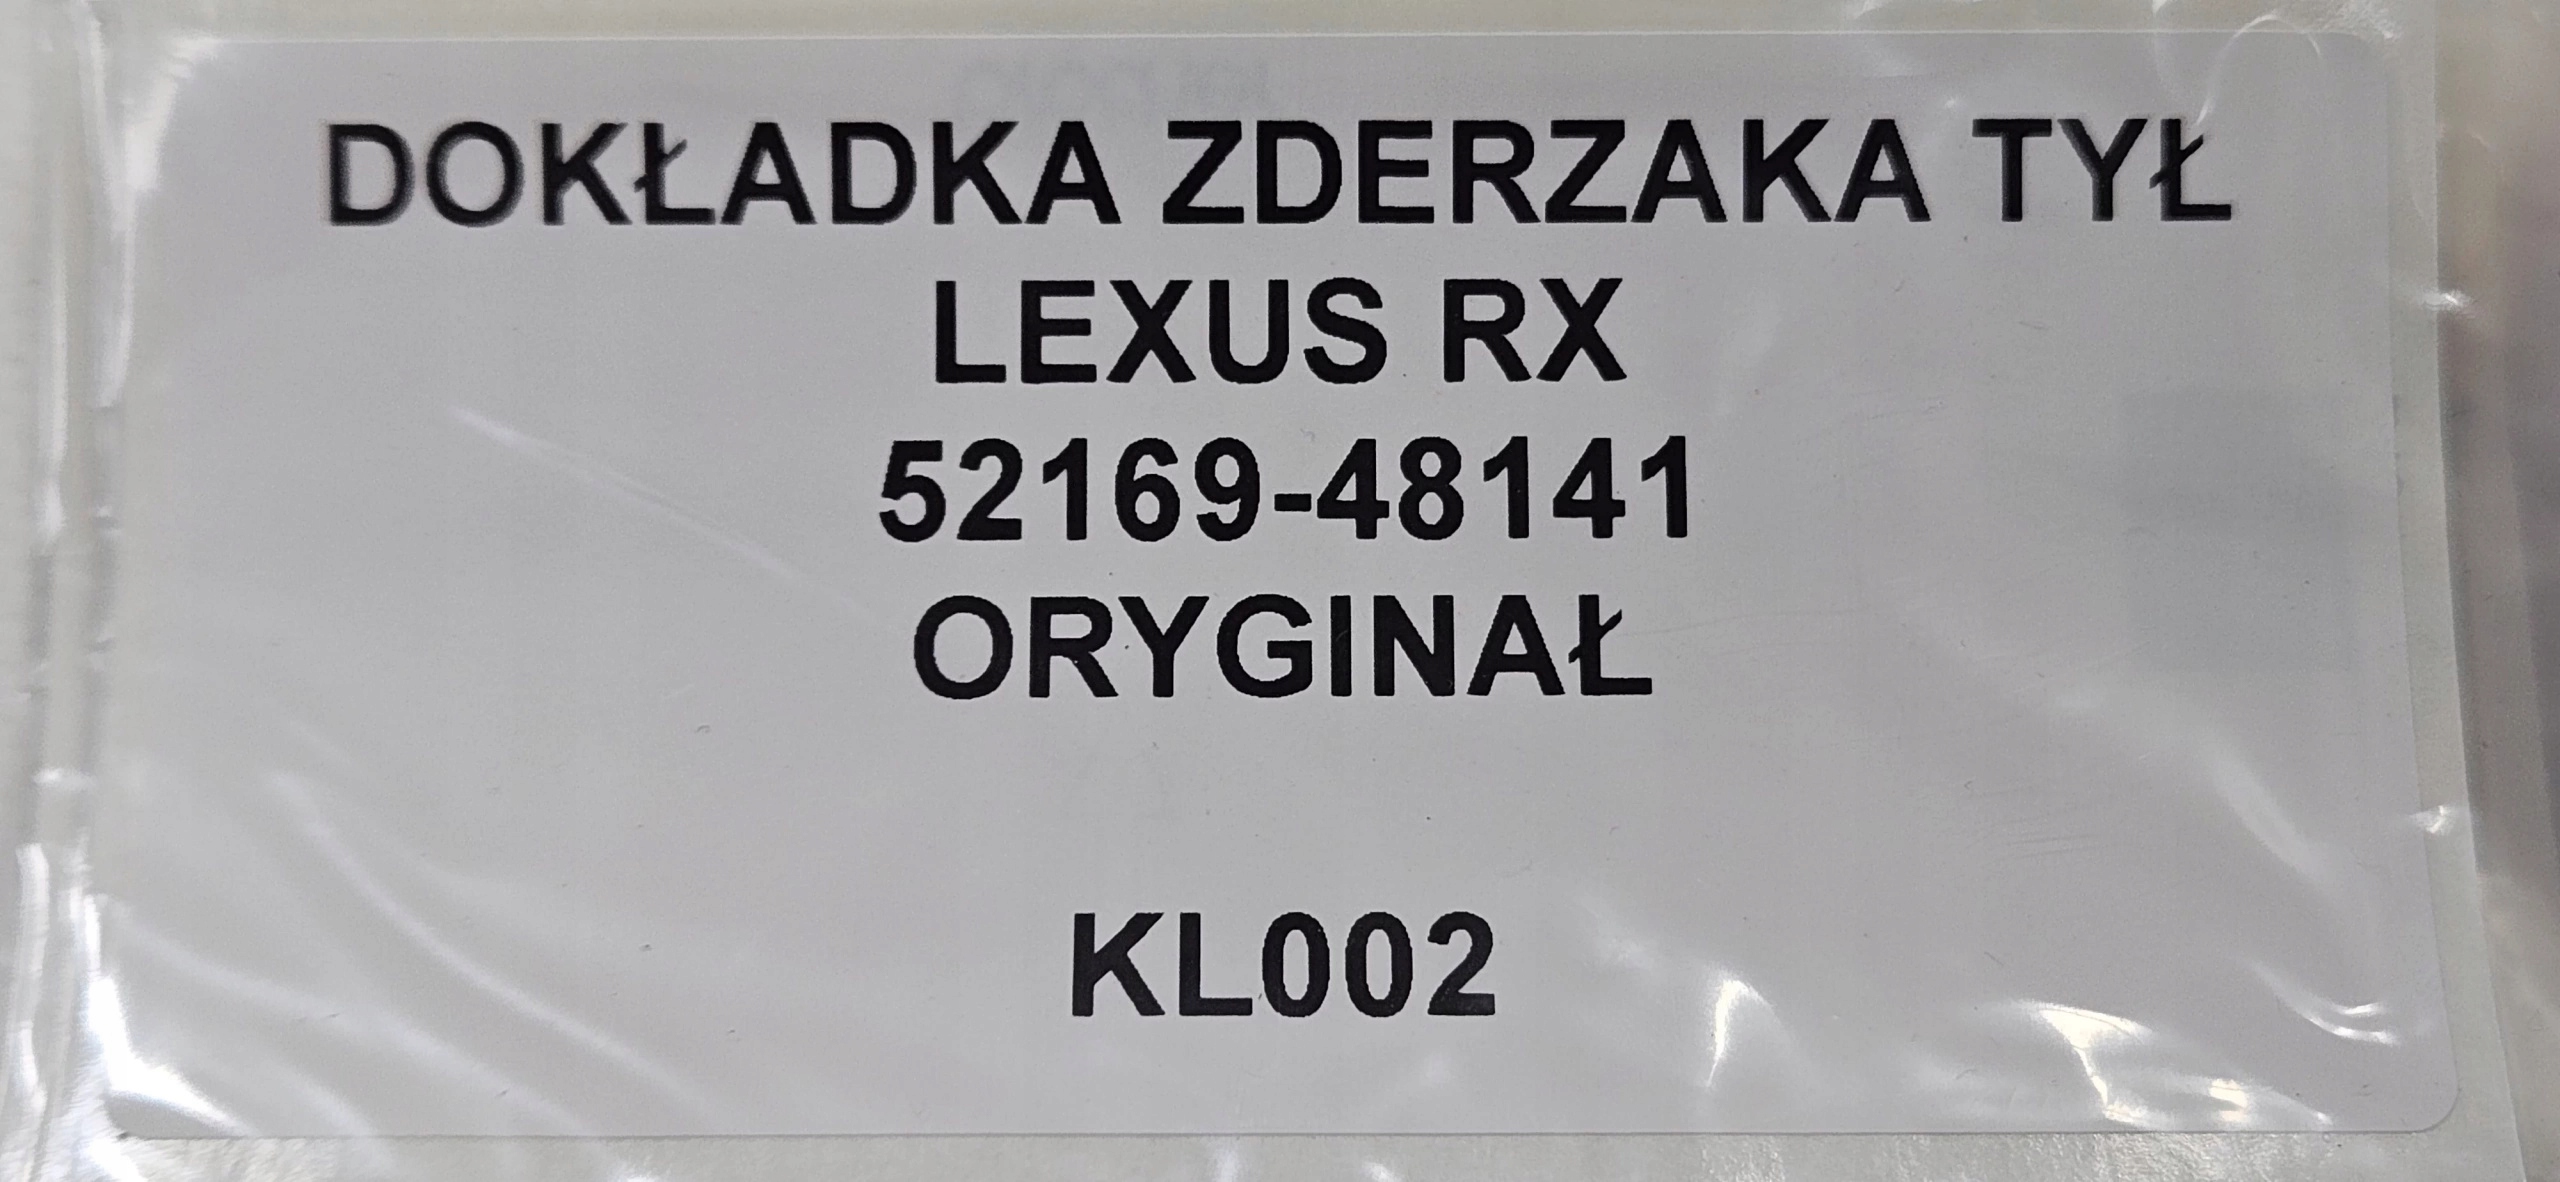 DOKŁADKA ZDERZAKA TYŁ
LEXUS RX
52169-48141
ORYGINAŁ
KL002